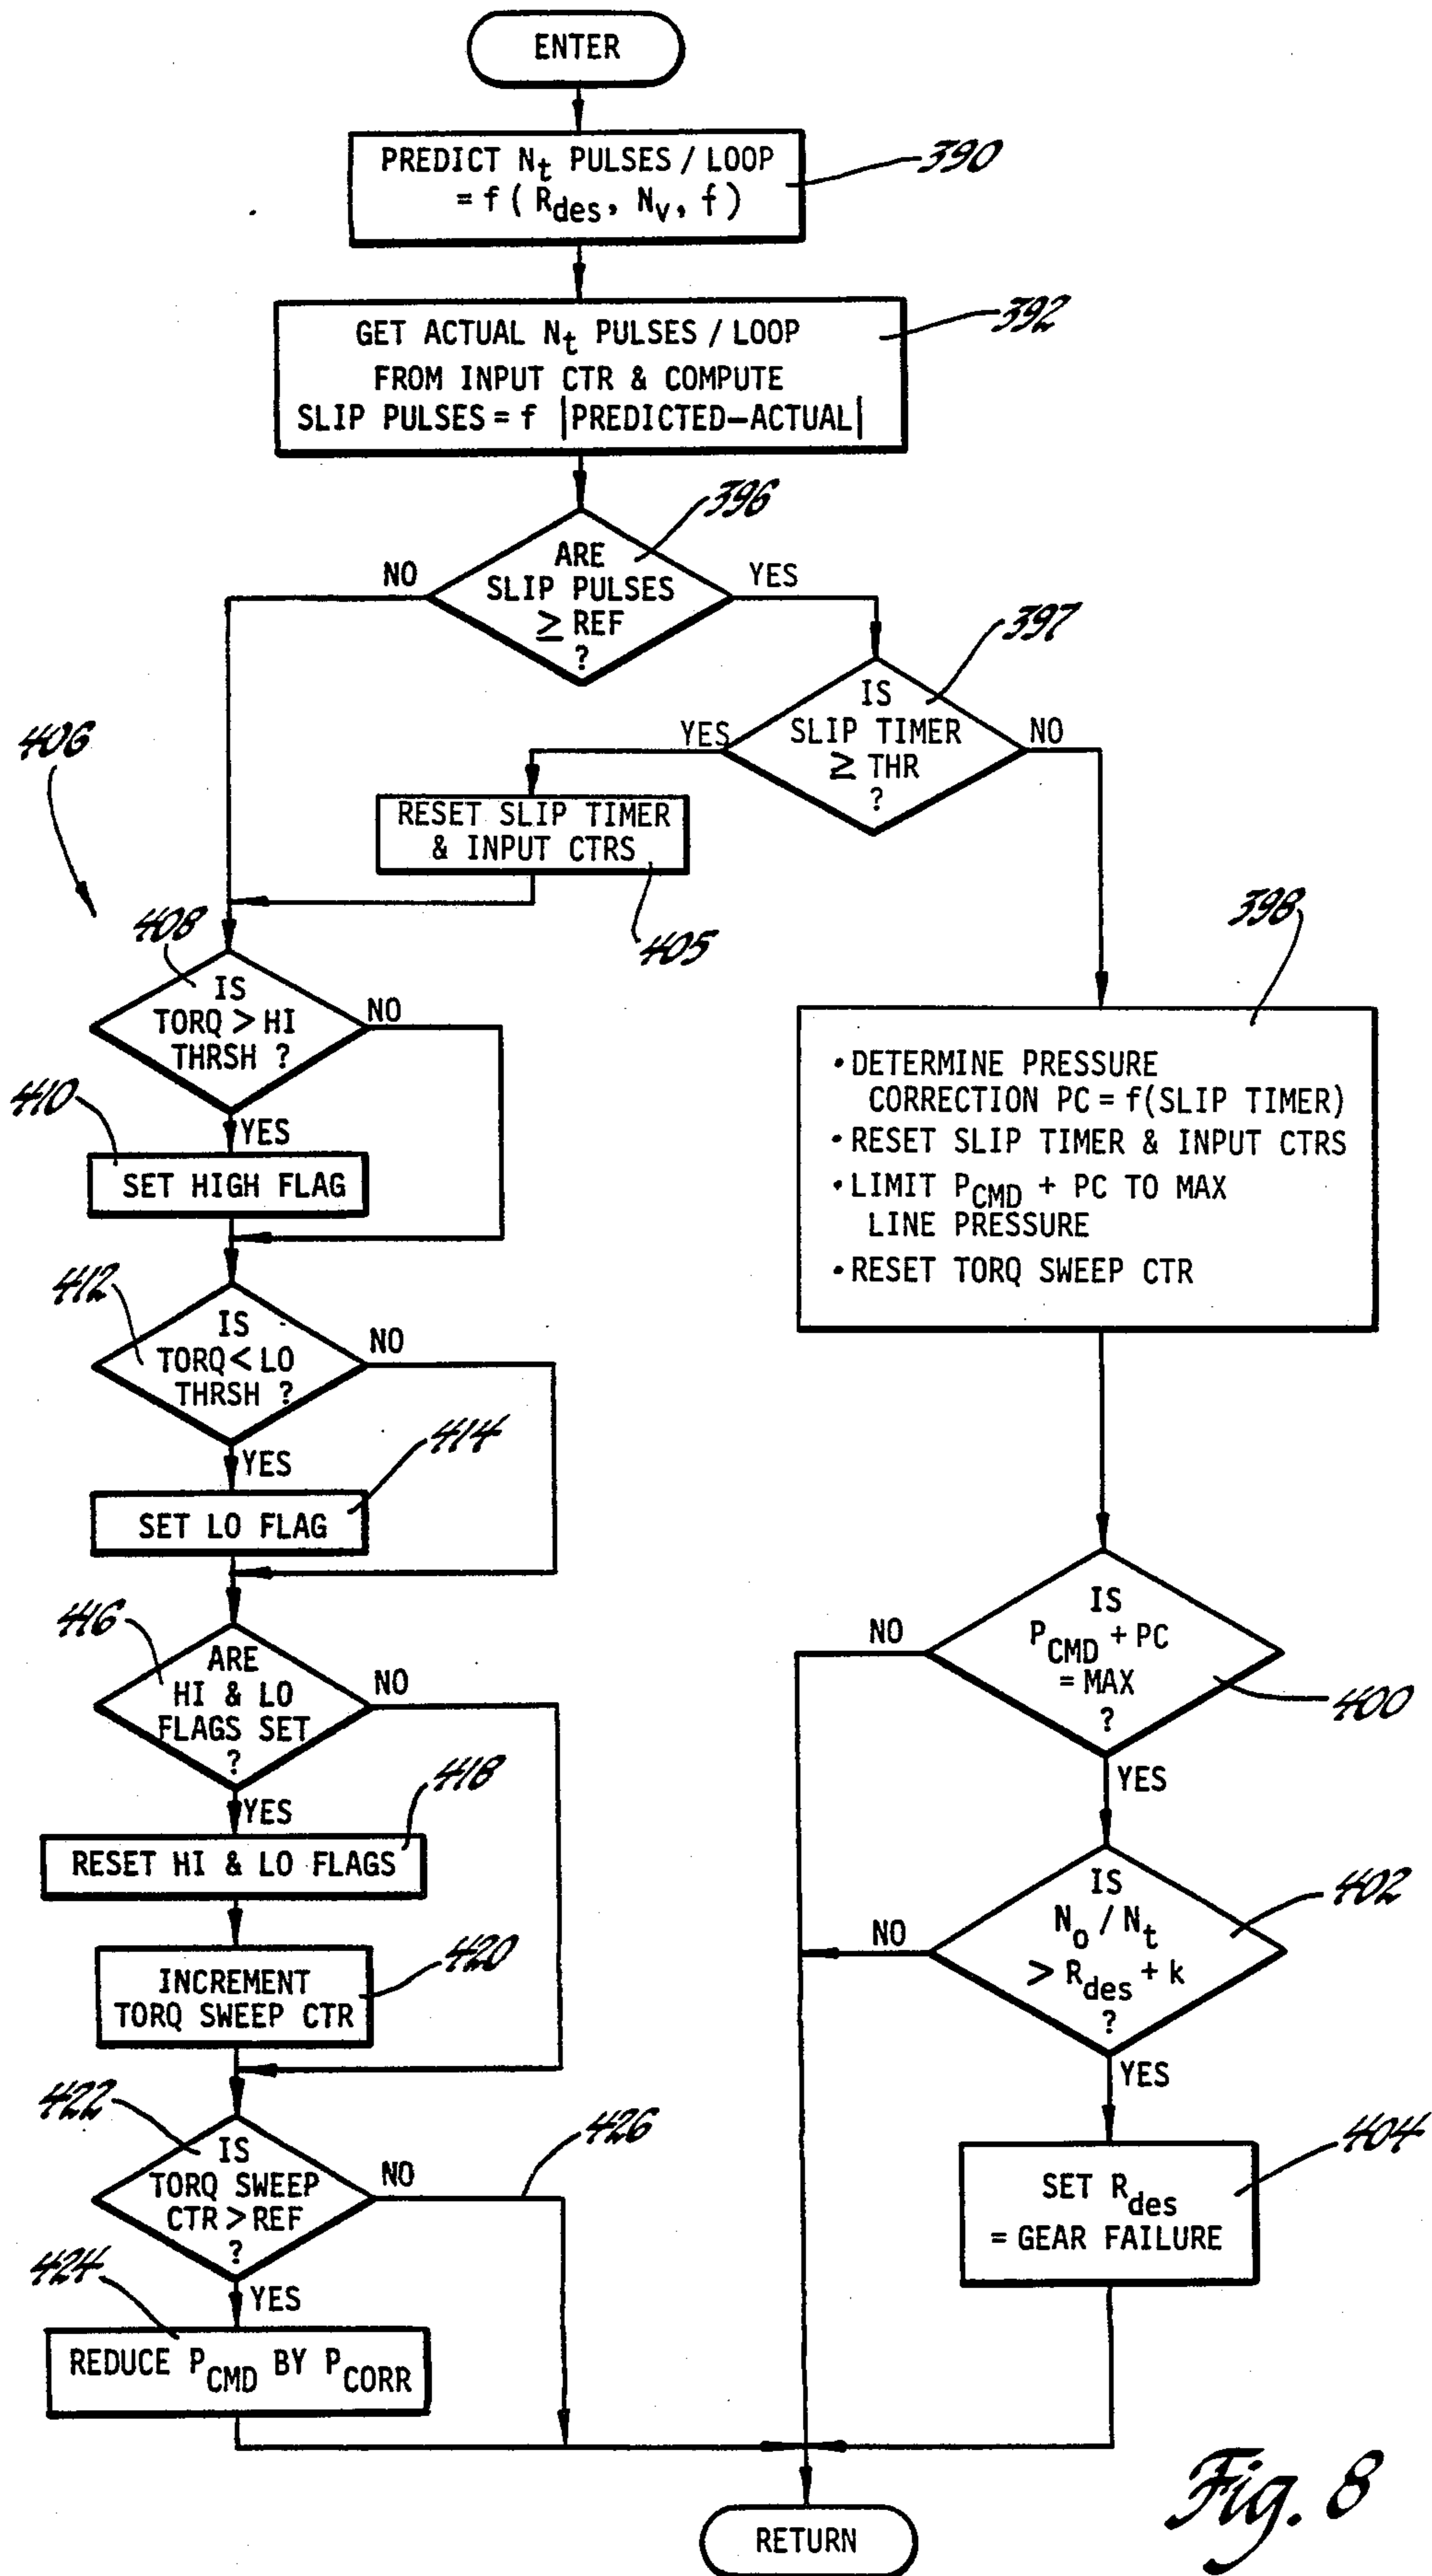 ENTER
PREDICT Nt PULSES / LOOP
= f ( Rdes, Nv, f )
390
GET ACTUAL Nt PULSES / LOOP
FROM INPUT CTR & COMPUTE
SLIP PULSES = f |PREDICTED-ACTUAL|
392
396
ARE
SLIP PULSES
≥ REF
?
NO
YES
397
IS
SLIP TIMER
≥ THR
?
YES
NO
406
RESET SLIP TIMER
& INPUT CTRS
405
398
408
IS
TORQ > HI
THRSH ?
NO
YES
410
SET HIGH FLAG
• DETERMINE PRESSURE
CORRECTION PC = f(SLIP TIMER)
• RESET SLIP TIMER & INPUT CTRS
• LIMIT PCMD + PC TO MAX
LINE PRESSURE
• RESET TORQ SWEEP CTR
412
IS
TORQ < LO
THRSH ?
NO
YES
414
SET LO FLAG
416
ARE
HI & LO
FLAGS SET
?
NO
YES
IS
PCMD + PC
= MAX
?
NO
YES
400
418
RESET HI & LO FLAGS
420
INCREMENT
TORQ SWEEP CTR
IS
No / Nt
> Rdes + k
?
NO
YES
402
422
IS
TORQ SWEEP
CTR > REF
?
NO
YES
426
404
SET Rdes
= GEAR FAILURE
424
REDUCE PCMD BY PCORR
RETURN
Fig. 8